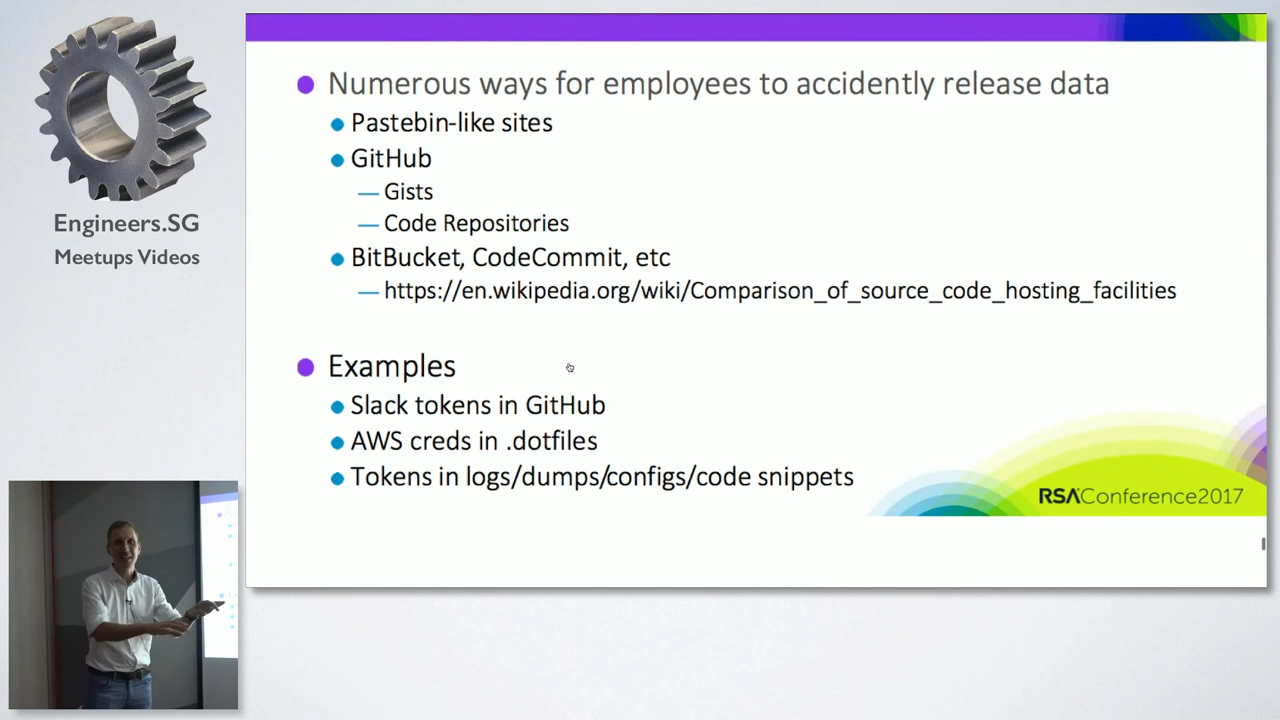 Numerous ways for employees to accidently release data
Pastebin-like sites
GitHub
— Gists
— Code Repositories
BitBucket, CodeCommit, etc
— https://en.wikipedia.org/wiki/Comparison_of_source_code_hosting_facilities
Examples
Slack tokens in GitHub
AWS creds in .dotfiles
Tokens in logs/dumps/configs/code snippets
RSAConference2017
Engineers.SG
Meetups Videos